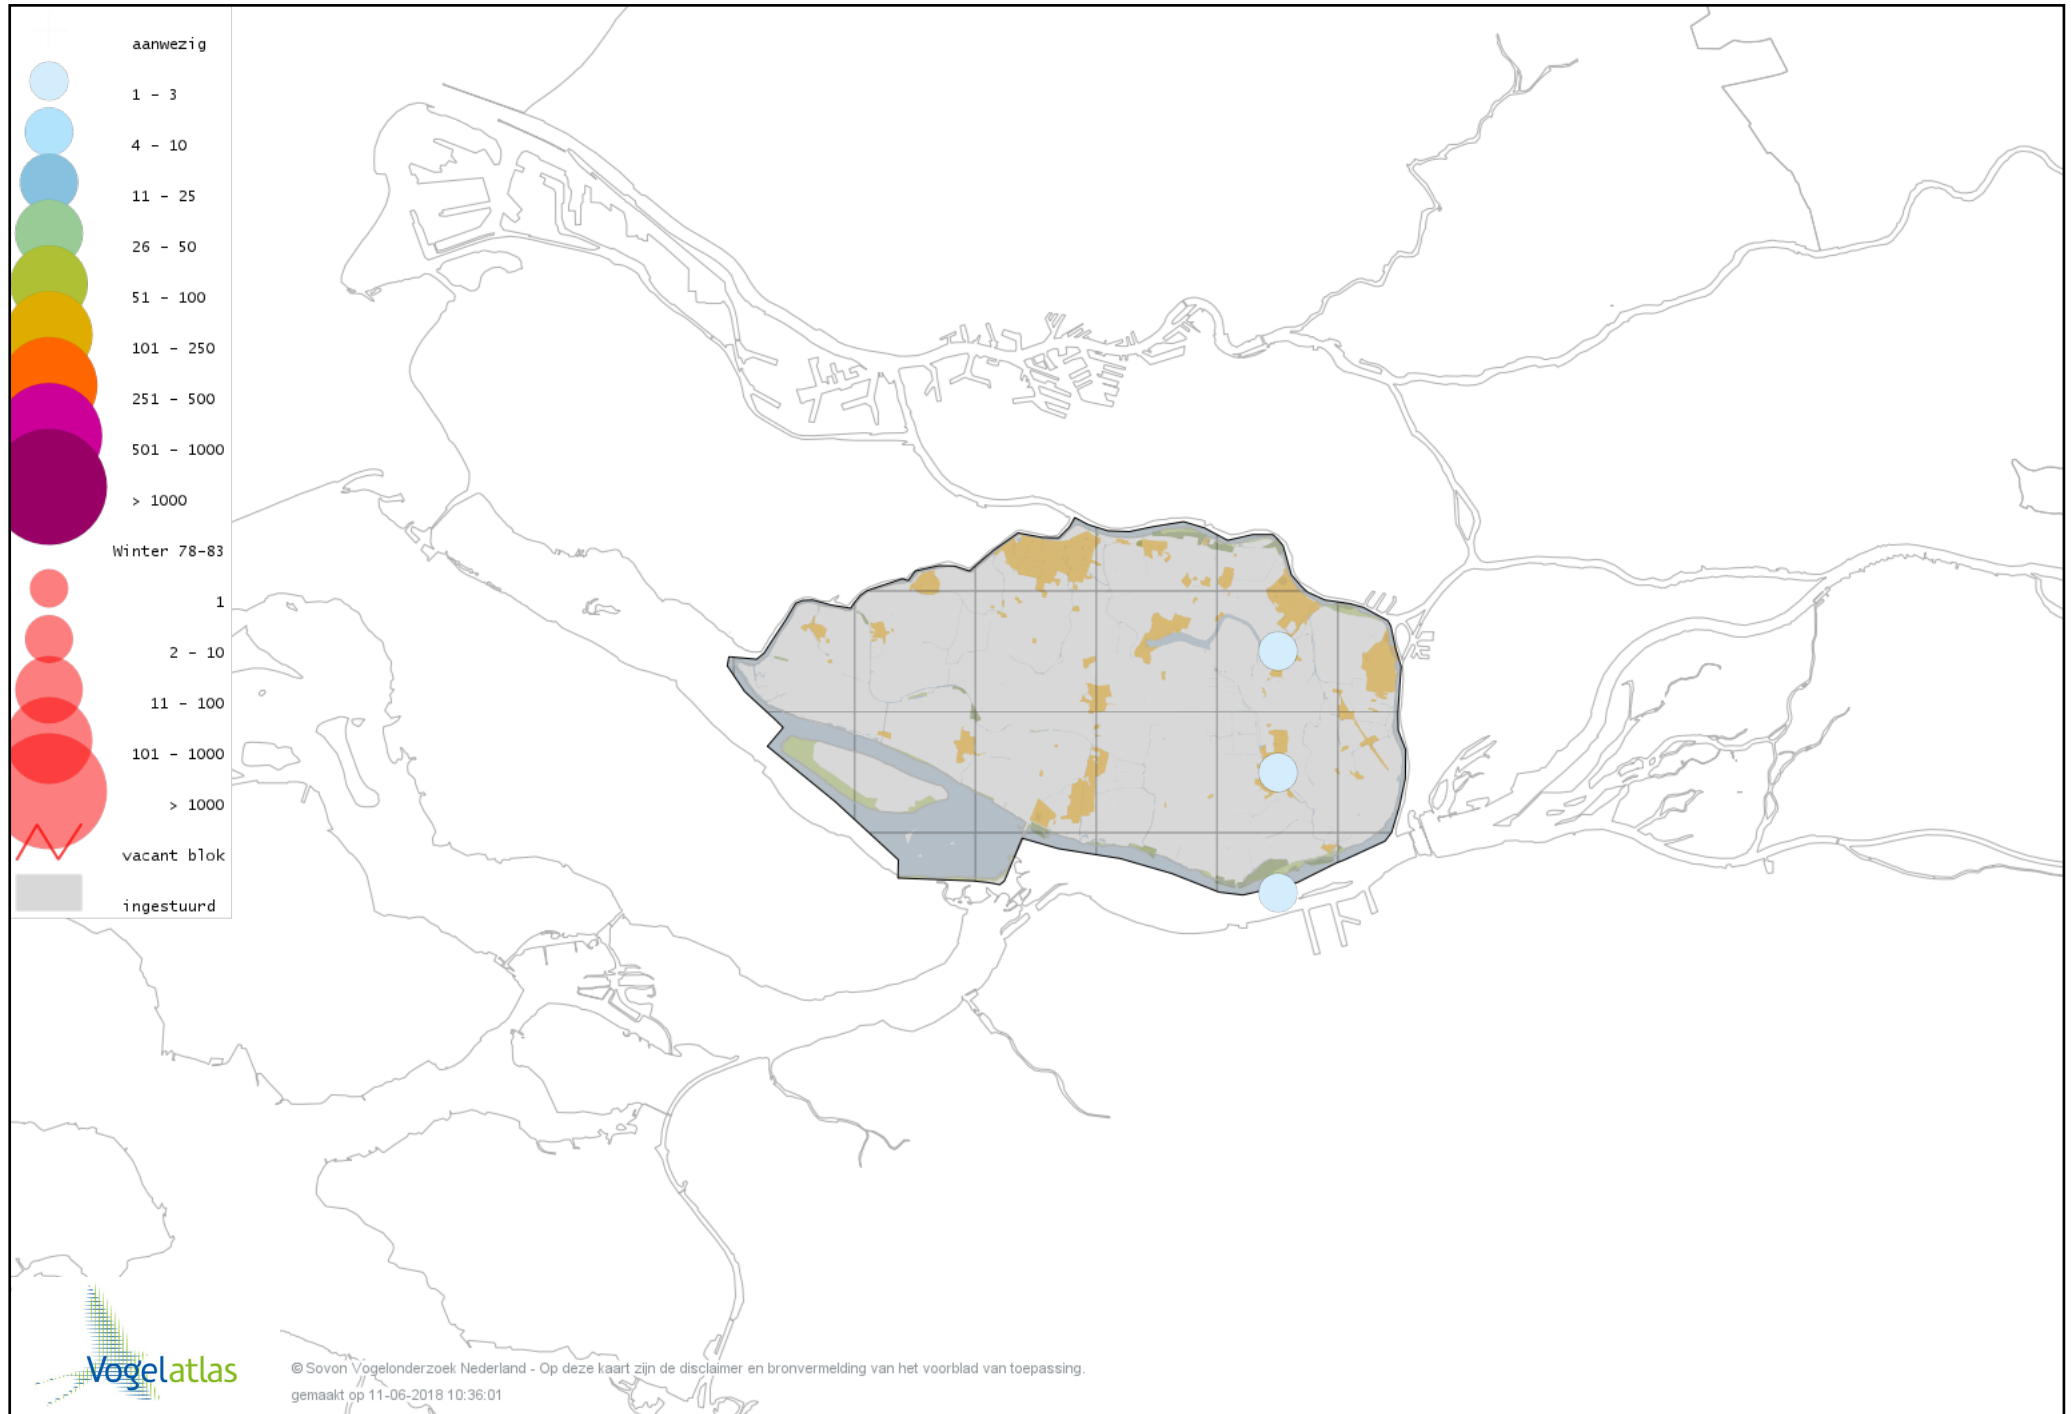 aanwezig
1 - 3
4 - 10
11 - 25
26 - 50
51 - 100
101 - 250
251 - 500
501 - 1000
> 1000
Winter 78-83
1
2 - 10
11 - 100
101 - 1000
> 1000
vacant blok
ingestuurd
Vogelatlas
© Sovon Vogelonderzoek Nederland - Op deze kaart zijn de disclaimer en bronvermelding van het voorblad van toepassing.
gemaakt op 11-06-2018 10:36:01